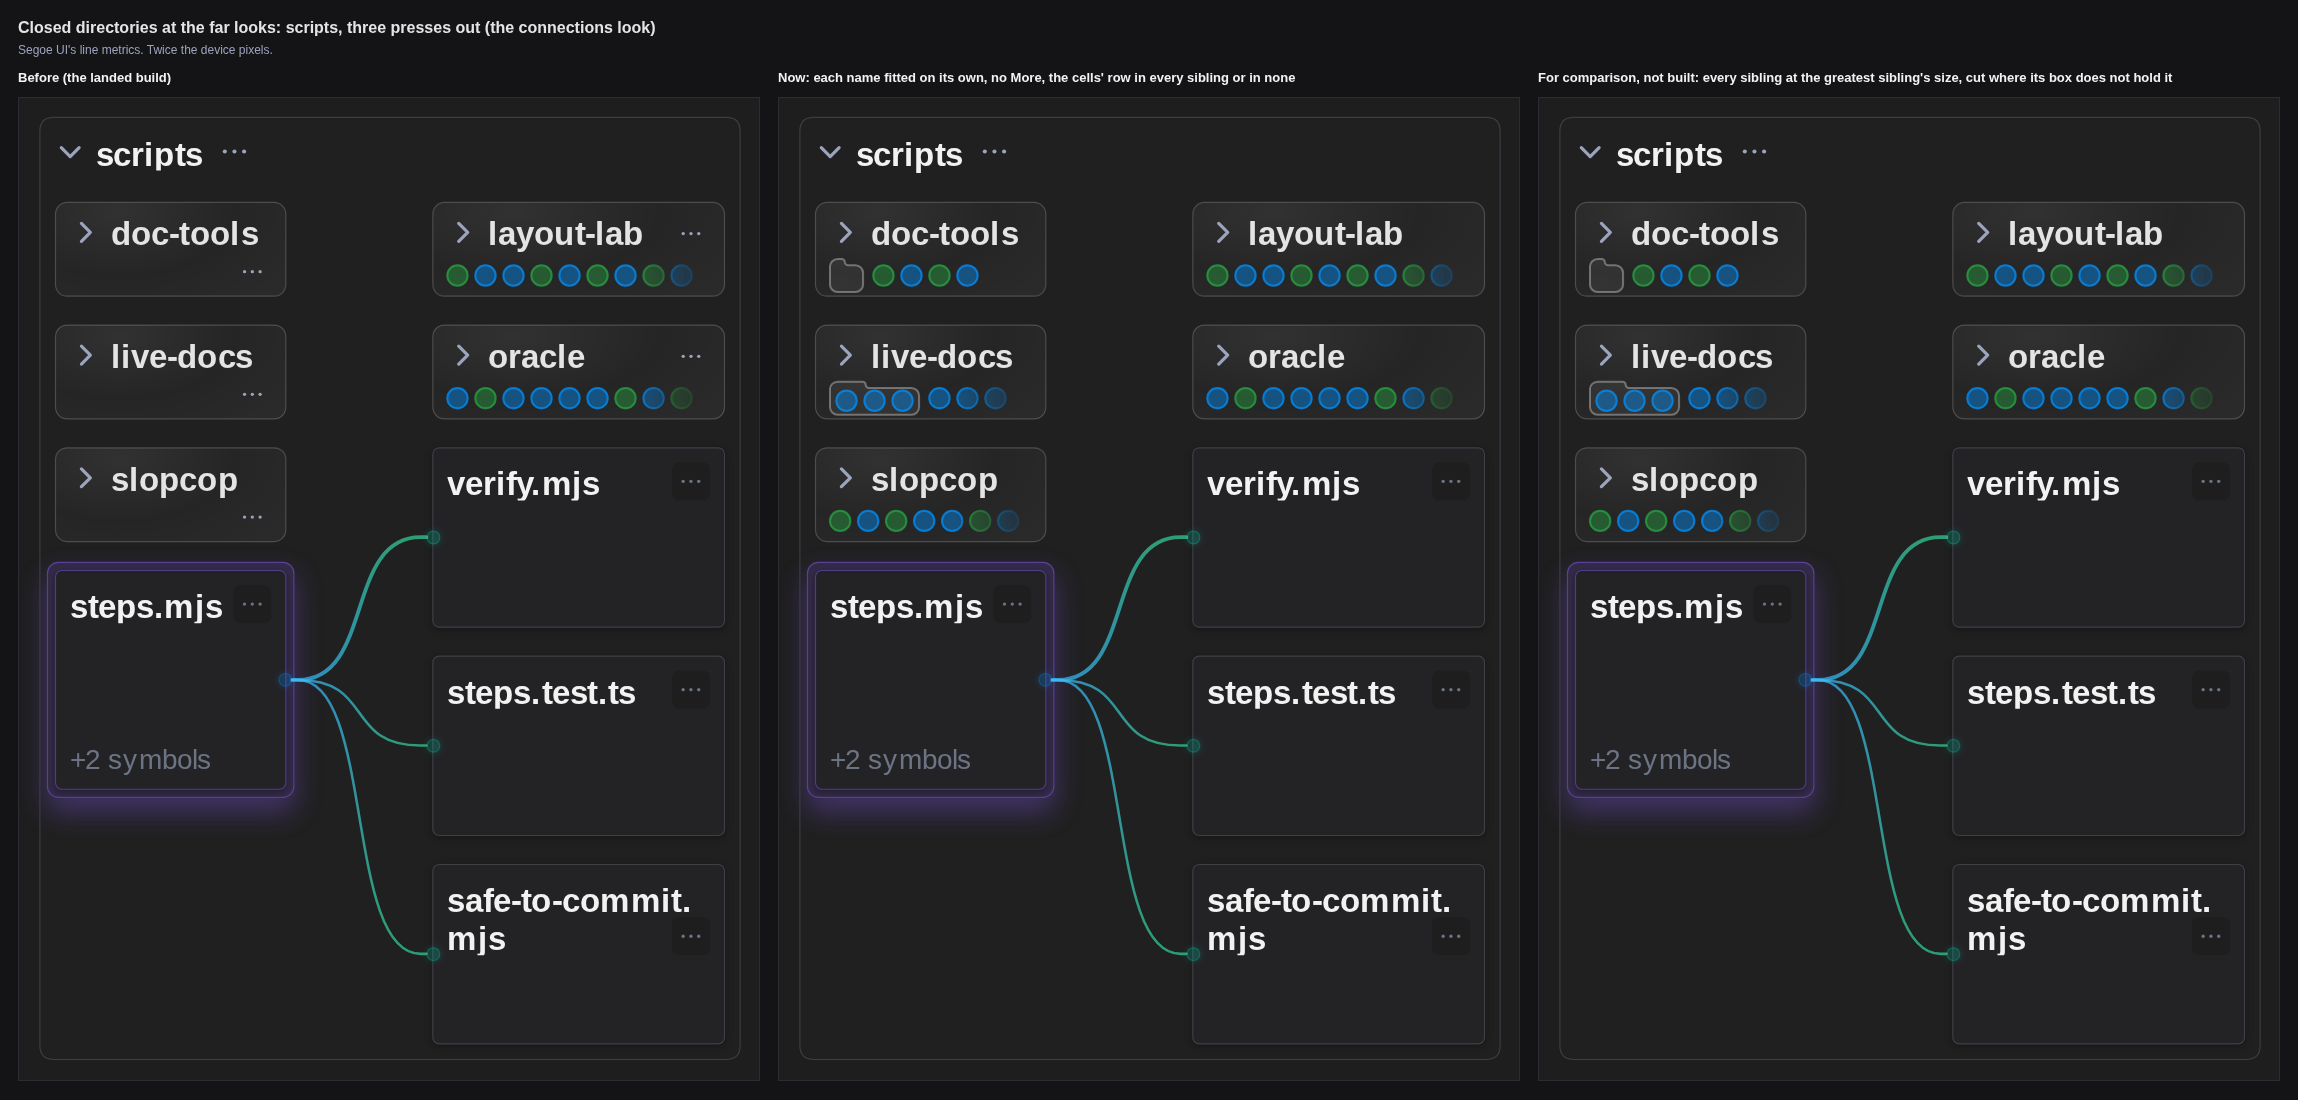 Closed directories at the far looks: scripts, three presses out (the connections look)
Segoe UI's line metrics. Twice the device pixels.
Before (the landed build)
scripts ...
doc-tools
...
layout-lab ...
live-docs
...
oracle ...
slopcop
...
verify.mjs ...
steps.mjs ...
+2 symbols
steps.test.ts ...
safe-to-commit.
mjs ...
Now: each name fitted on its own, no More, the cells' row in every sibling or in none
scripts ...
doc-tools
layout-lab
live-docs
oracle
slopcop
verify.mjs ...
steps.mjs ...
+2 symbols
steps.test.ts ...
safe-to-commit.
mjs ...
For comparison, not built: every sibling at the greatest sibling's size, cut where its box does not hold it
scripts ...
doc-tools
layout-lab
live-docs
oracle
slopcop
verify.mjs ...
steps.mjs ...
+2 symbols
steps.test.ts ...
safe-to-commit.
mjs ...